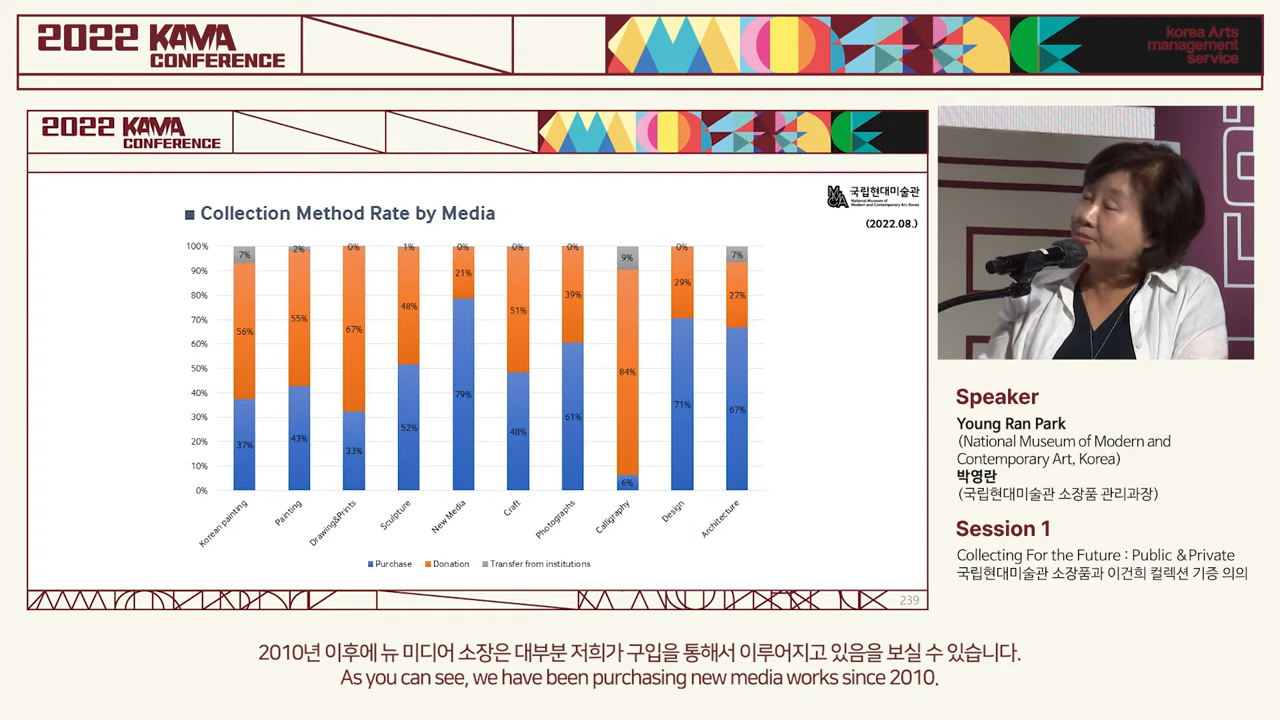 2022 KAMA
CONFERENCE
korea Arts
management
service
2022 KAMA
CONFERENCE
MMCA 국립현대미술관
National Museum of
Modern and Contemporary Art, Korea
(2022.08.)
■ Collection Method Rate by Media
100%
90%
80%
70%
60%
50%
40%
30%
20%
10%
0%
7% 2% 0% 1% 0% 0% 0% 9% 0% 7%
56% 55% 67% 48% 21% 51% 39% 84% 29% 27%
37% 43% 33% 52% 79% 48% 61% 6% 71% 67%
Korean painting
Painting
Drawing&Prints
Sculpture
New Media
Craft
Photographs
Calligraphy
Design
Architecture
Purchase Donation Transfer from institutions
239
Speaker
Young Ran Park
(National Museum of Modern and
Contemporary Art, Korea)
박영란
(국립현대미술관 소장품 관리과장)
Session 1
Collecting For the Future : Public & Private
국립현대미술관 소장품과 이건희 컬렉션 기증 의의
2010년 이후에 뉴 미디어 소장은 대부분 저희가 구입을 통해서 이루어지고 있음을 보실 수 있습니다.
As you can see, we have been purchasing new media works since 2010.